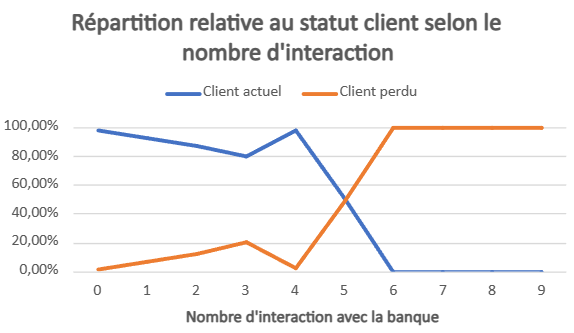 Répartition relative au statut client selon le
nombre d'interaction
Client actuel Client perdu
100,00%
80,00%
60,00%
40,00%
20,00%
0,00%
0 1 2 3 4 5 6 7 8 9
Nombre d'interaction avec la banque